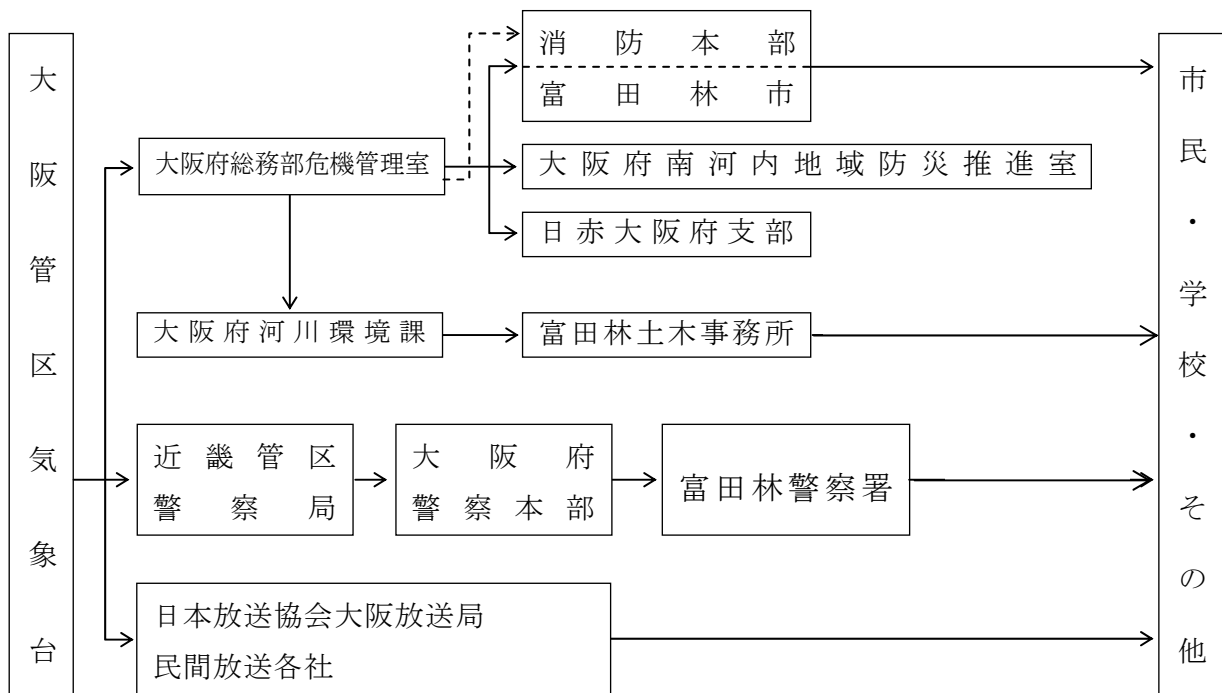 大阪管区気象台
消防本部
富田林市
大阪府総務部危機管理室
大阪府南河内地域防災推進室
日赤大阪府支部
大阪府河川環境課
富田林土木事務所
近畿管区
警察局
大阪府
警察本部
富田林警察署
日本放送協会大阪放送局
民間放送各社
市民・学校・その他